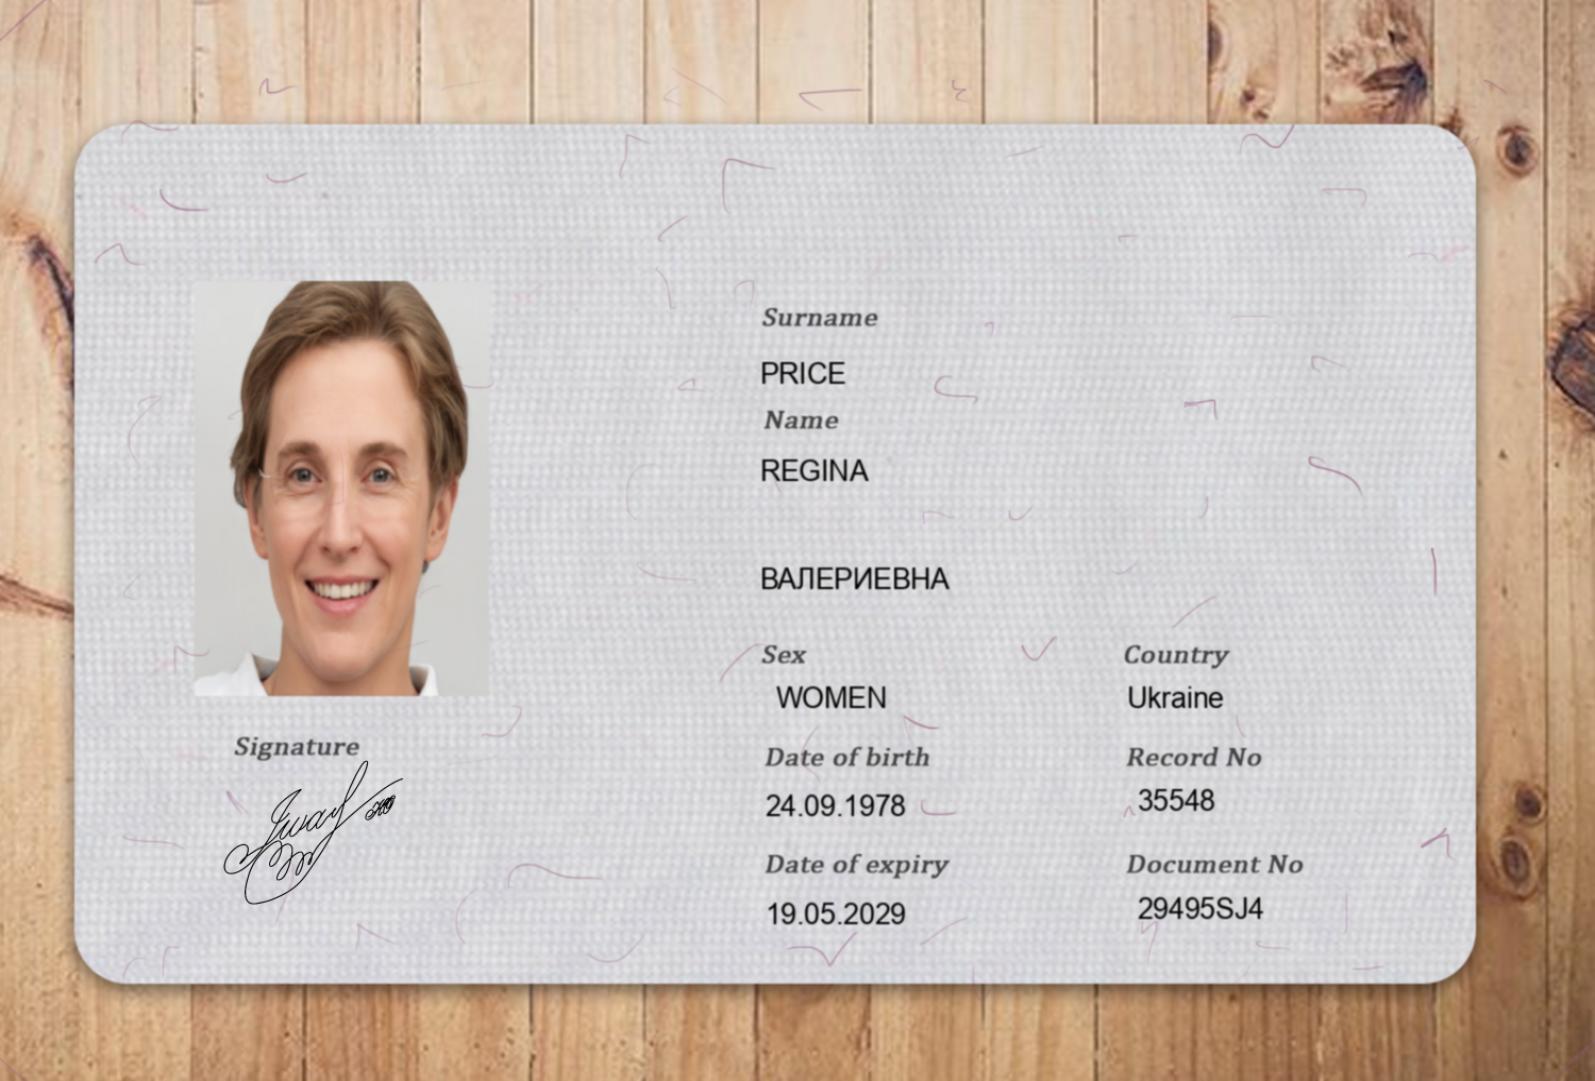 Surname
PRICE
Name
REGINA
ВАЛЕРИЕВНА
Sex
Country
WOMEN
Ukraine
Date of birth
Record No
24.09.1978
35548
Date of expiry
Document No
19.05.2029
29495SJ4
Signature